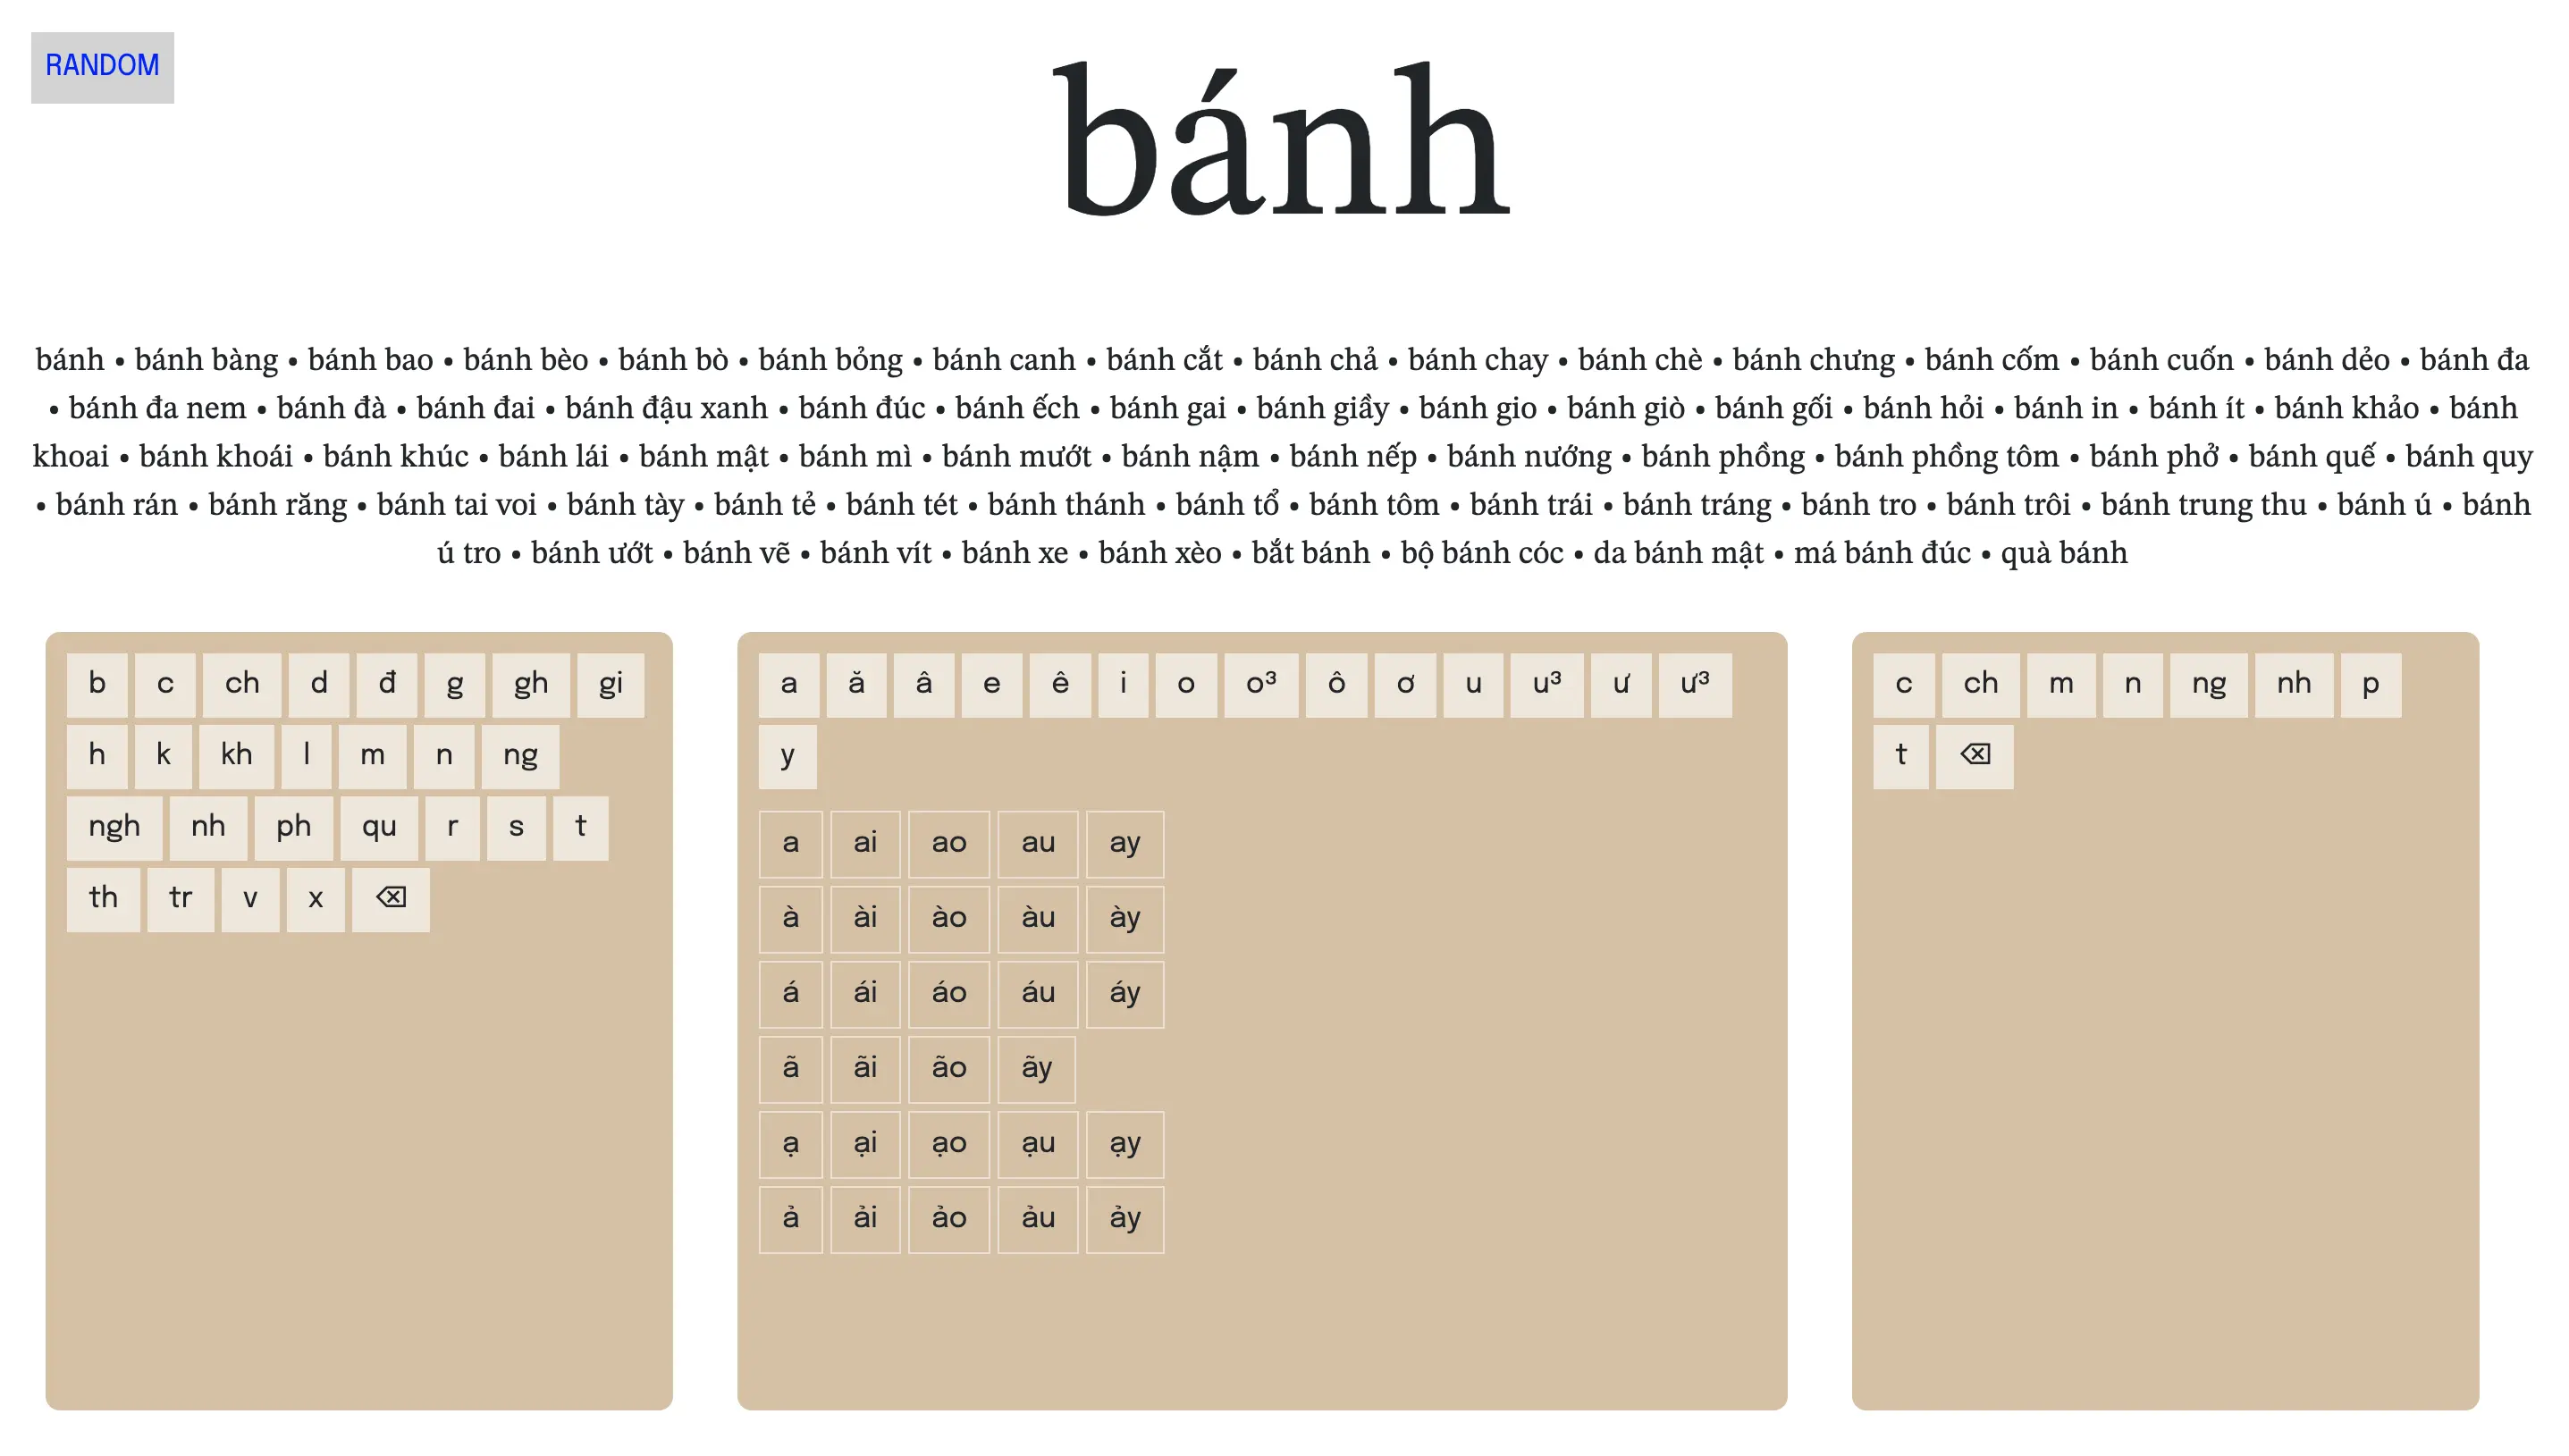 RANDOM
bánh
bánh • bánh bàng • bánh bao • bánh bèo • bánh bò • bánh bỏng • bánh canh • bánh cắt • bánh chả • bánh chay • bánh chè • bánh chưng • bánh cốm • bánh cuốn • bánh dẻo • bánh đa
• bánh đa nem • bánh đà • bánh đai • bánh đậu xanh • bánh đúc • bánh ếch • bánh gai • bánh giầy • bánh gio • bánh giò • bánh gối • bánh hỏi • bánh in • bánh ít • bánh khảo • bánh
khoai • bánh khoái • bánh khúc • bánh lái • bánh mật • bánh mì • bánh mướt • bánh nậm • bánh nếp • bánh nướng • bánh phồng • bánh phồng tôm • bánh phở • bánh quế • bánh quy
• bánh rán • bánh răng • bánh tai voi • bánh tày • bánh tẻ • bánh tét • bánh thánh • bánh tổ • bánh tôm • bánh trái • bánh tráng • bánh tro • bánh trôi • bánh trung thu • bánh ú • bánh
ú tro • bánh ướt • bánh vẽ • bánh vít • bánh xe • bánh xèo • bắt bánh • bộ bánh cóc • da bánh mật • má bánh đúc • quà bánh
b c ch d đ g gh gi
h k kh l m n ng
ngh nh ph qu r s t
th tr v x ⌫
a ă â e ê i o o³ ô ơ u u³ ư ư³
y
a ai ao au ay
à ài ào àu ày
á ái áo áu áy
ã ãi ão ãy
ạ ại ạo ạu ạy
ả ải ảo ảu ảy
c ch m n ng nh p
t ⌫